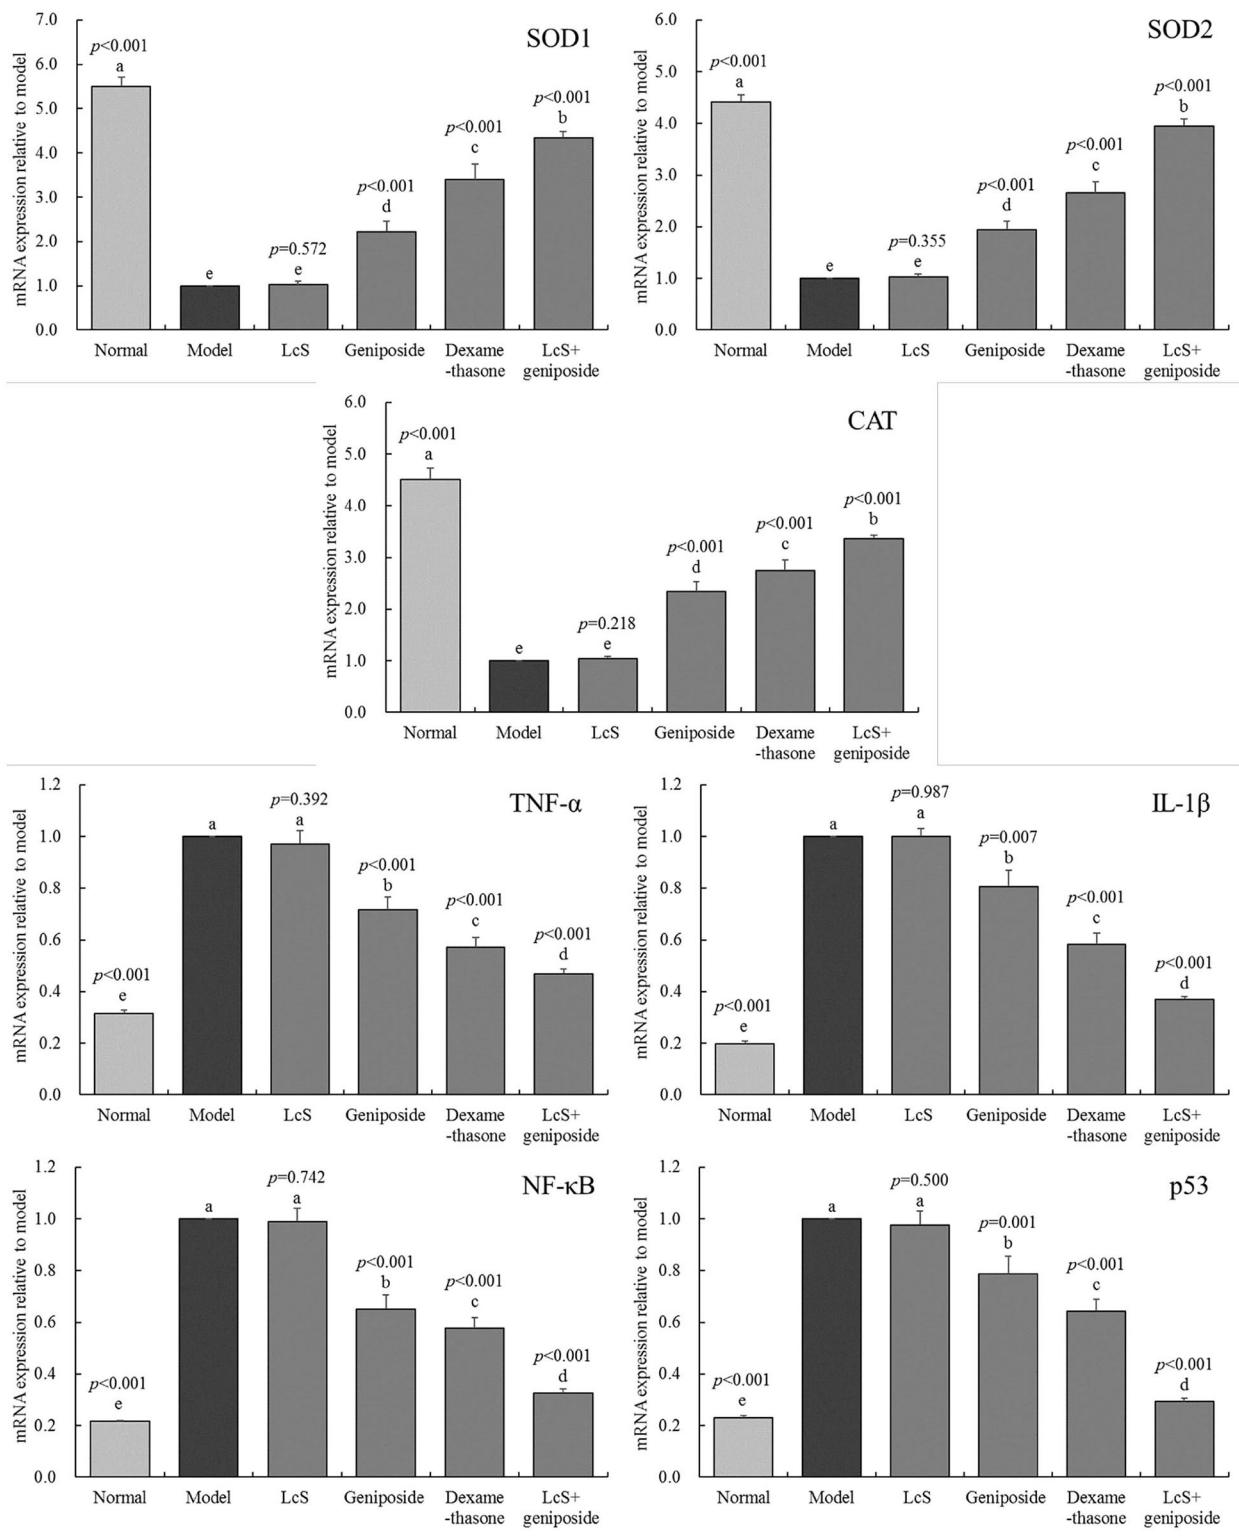 SOD1
mRNA expression relative to model
7.0
6.0
5.0
4.0
3.0
2.0
1.0
0.0
p<0.001
a
e
p=0.572
e
p<0.001
d
p<0.001
c
p<0.001
b
Normal
Model
LcS
Geniposide
Dexame
-thasone
LcS+
geniposide
SOD2
mRNA expression relative to model
6.0
5.0
4.0
3.0
2.0
1.0
0.0
p<0.001
a
e
p=0.355
e
p<0.001
d
p<0.001
c
p<0.001
b
Normal
Model
LcS
Geniposide
Dexame
-thasone
LcS+
geniposide
CAT
mRNA expression relative to model
6.0
5.0
4.0
3.0
2.0
1.0
0.0
p<0.001
a
e
p=0.218
e
p<0.001
d
p<0.001
c
p<0.001
b
Normal
Model
LcS
Geniposide
Dexame
-thasone
LcS+
geniposide
TNF-α
mRNA expression relative to model
1.2
1.0
0.8
0.6
0.4
0.2
0.0
p<0.001
e
a
p=0.392
a
p<0.001
b
p<0.001
c
p<0.001
d
Normal
Model
LcS
Geniposide
Dexame
-thasone
LcS+
geniposide
IL-1β
mRNA expression relative to model
1.2
1.0
0.8
0.6
0.4
0.2
0.0
p<0.001
e
a
p=0.987
a
p=0.007
b
p<0.001
c
p<0.001
d
Normal
Model
LcS
Geniposide
Dexame
-thasone
LcS+
geniposide
NF-κB
mRNA expression relative to model
1.2
1.0
0.8
0.6
0.4
0.2
0.0
p<0.001
e
a
p=0.742
a
p<0.001
b
p<0.001
c
p<0.001
d
Normal
Model
LcS
Geniposide
Dexame
-thasone
LcS+
geniposide
p53
mRNA expression relative to model
1.2
1.0
0.8
0.6
0.4
0.2
0.0
p<0.001
e
a
p=0.500
a
p=0.001
b
p<0.001
c
p<0.001
d
Normal
Model
LcS
Geniposide
Dexame
-thasone
LcS+
geniposide